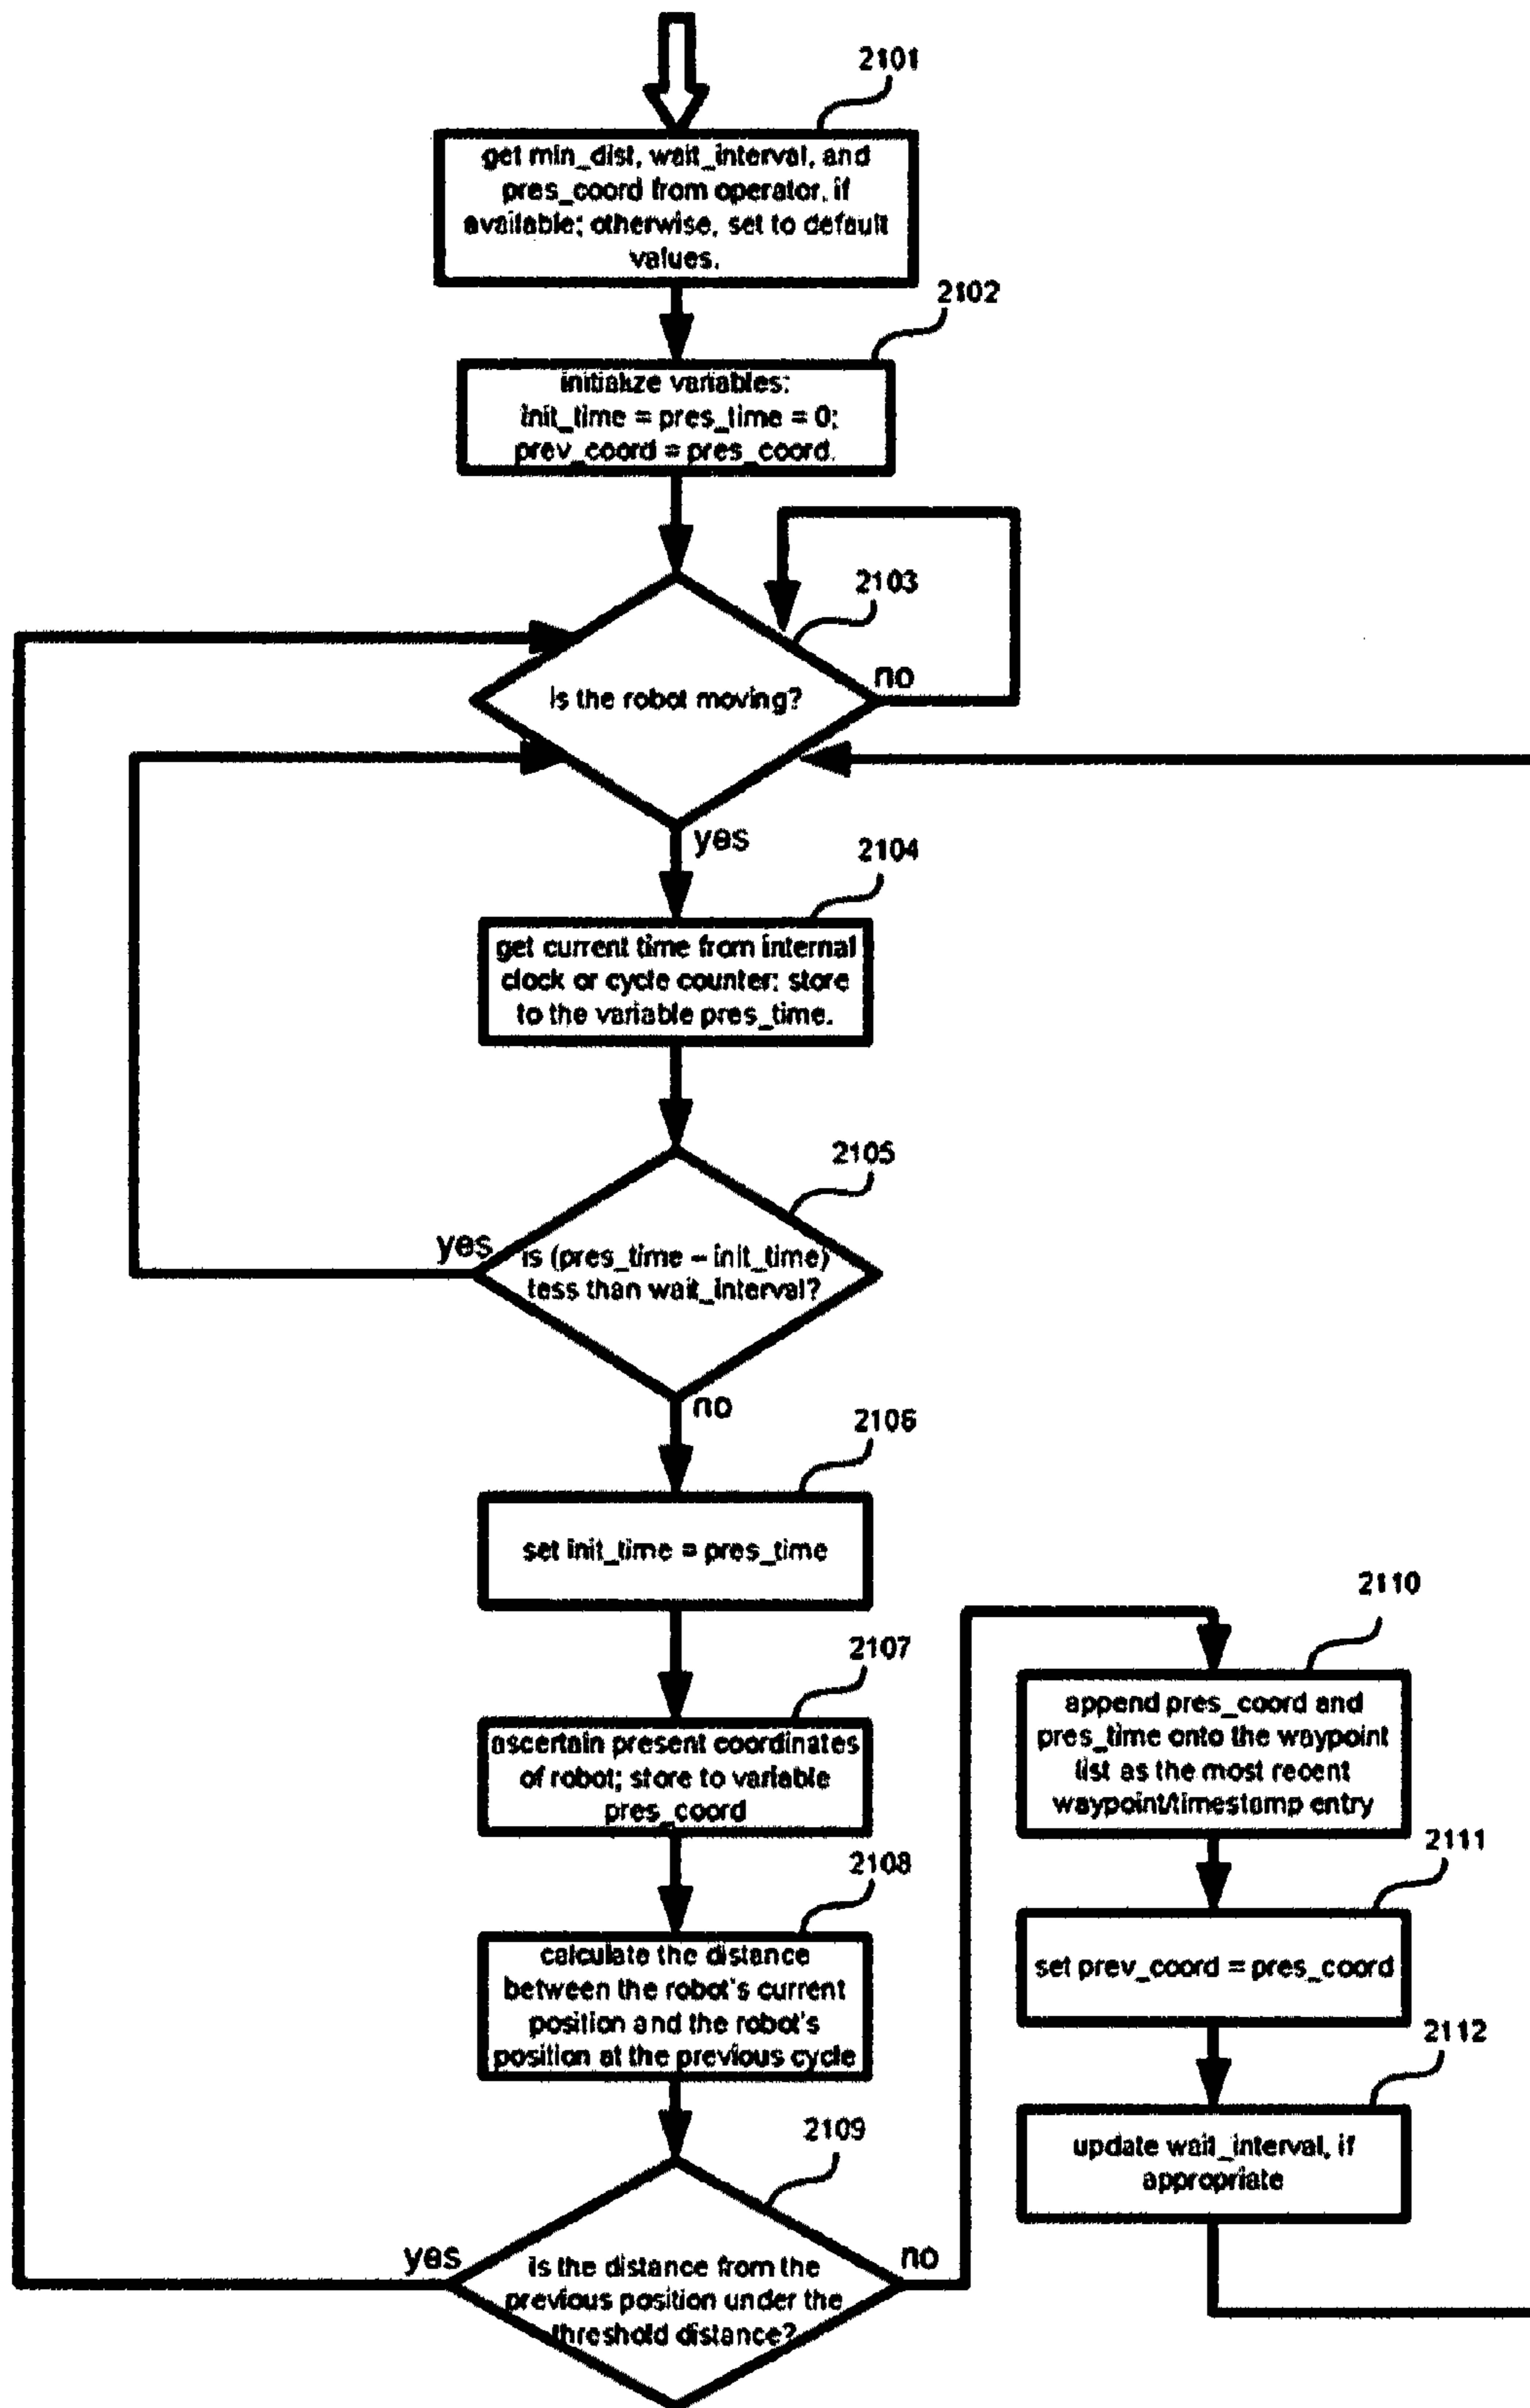 2101
get min_dist, wait_interval, and
pres_coord from operator, if
available; otherwise, set to default
values.
2102
initialize variables:
init_time = pres_time = 0;
prev_coord = pres_coord.
2103
is the robot moving?
no
yes
2104
get current time from internal
clock or cycle counter; store
to the variable pres_time.
2105
yes
is (pres_time – init_time)
less than wait_interval?
no
2106
set init_time = pres_time
2107
ascertain present coordinates
of robot; store to variable
pres_coord
2108
calculate the distance
between the robot's current
position and the robot's
position at the previous cycle
2109
yes
is the distance from the
previous position under the
threshold distance?
no
2110
append pres_coord and
pres_time onto the waypoint
list as the most recent
waypoint/timestamp entry
2111
set prev_coord = pres_coord
2112
update wait_interval, if
appropriate